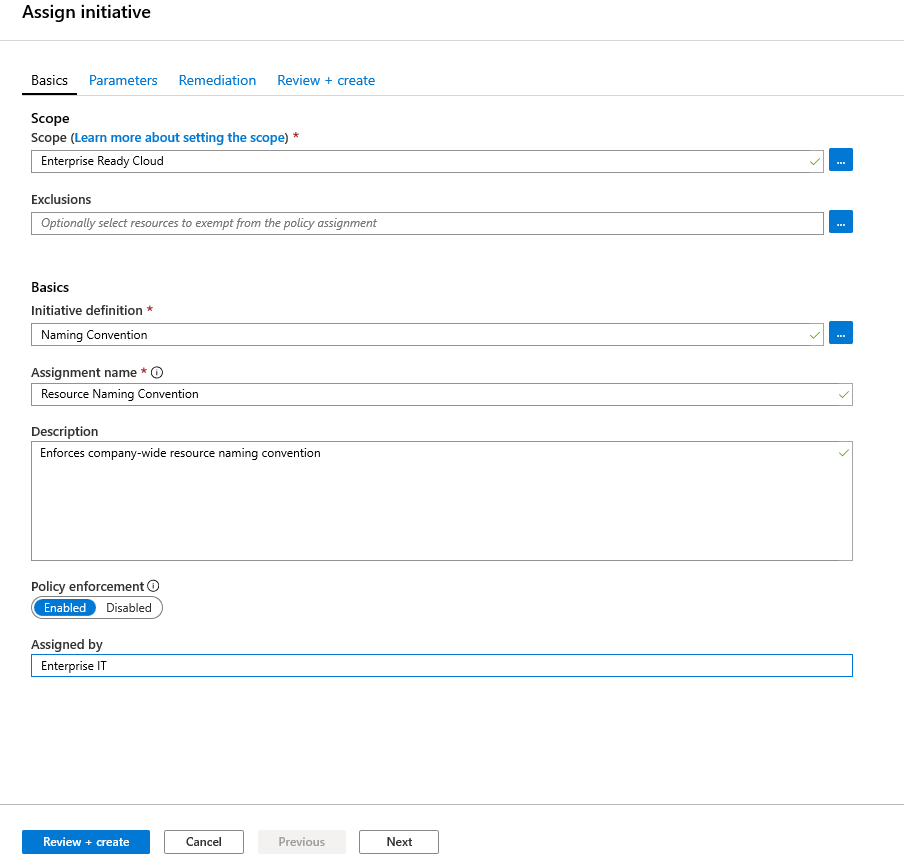 Assign initiative
Basics Parameters Remediation Review + create
Scope
Scope (Learn more about setting the scope) *
Enterprise Ready Cloud
...
Exclusions
Optionally select resources to exempt from the policy assignment
...
Basics
Initiative definition *
Naming Convention
...
Assignment name *
Resource Naming Convention
Description
Enforces company-wide resource naming convention
Policy enforcement
Enabled Disabled
Assigned by
Enterprise IT
Review + create Cancel Previous Next